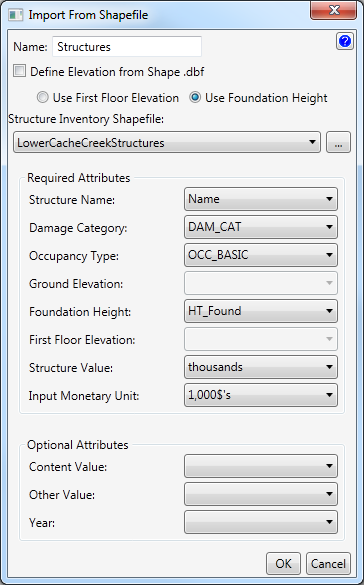 Import From Shapefile
Name: Structures
?
Define Elevation from Shape .dbf
Use First Floor Elevation Use Foundation Height
Structure Inventory Shapefile:
LowerCacheCreekStructures ...
Required Attributes
Structure Name: Name
Damage Category: DAM_CAT
Occupancy Type: OCC_BASIC
Ground Elevation:
Foundation Height: HT_Found
First Floor Elevation:
Structure Value: thousands
Input Monetary Unit: 1,000$'s
Optional Attributes
Content Value:
Other Value:
Year:
OK Cancel